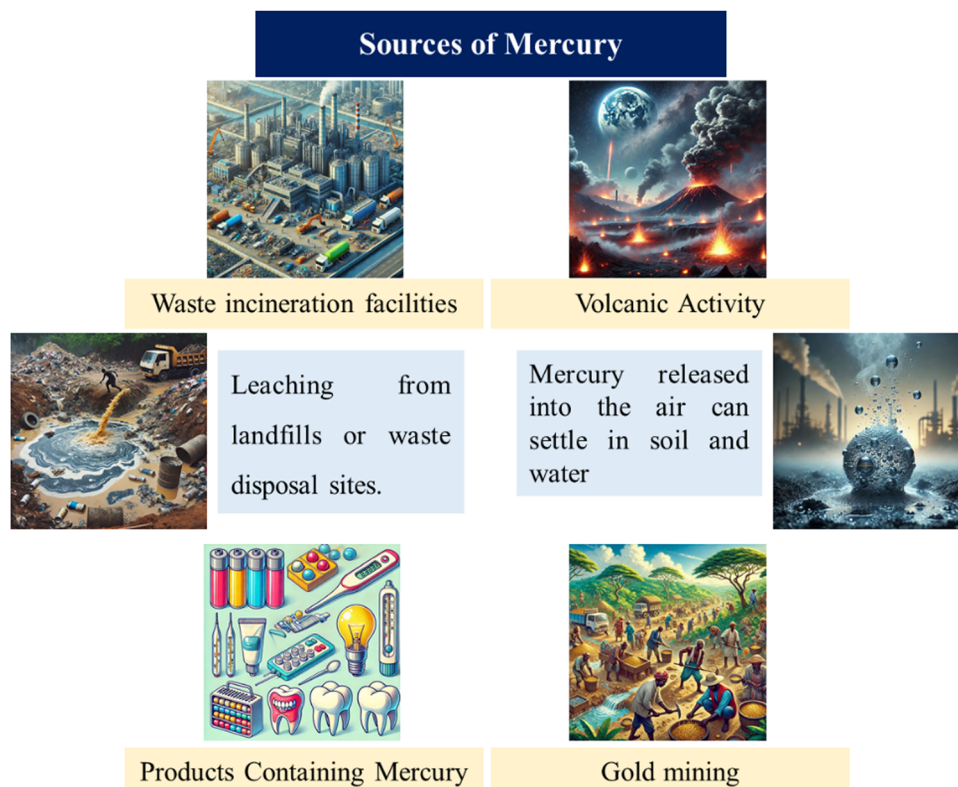 Sources of Mercury
Waste incineration facilities
Volcanic Activity
Leaching from
landfills or waste
disposal sites.
Mercury released
into the air can
settle in soil and
water
Products Containing Mercury
Gold mining